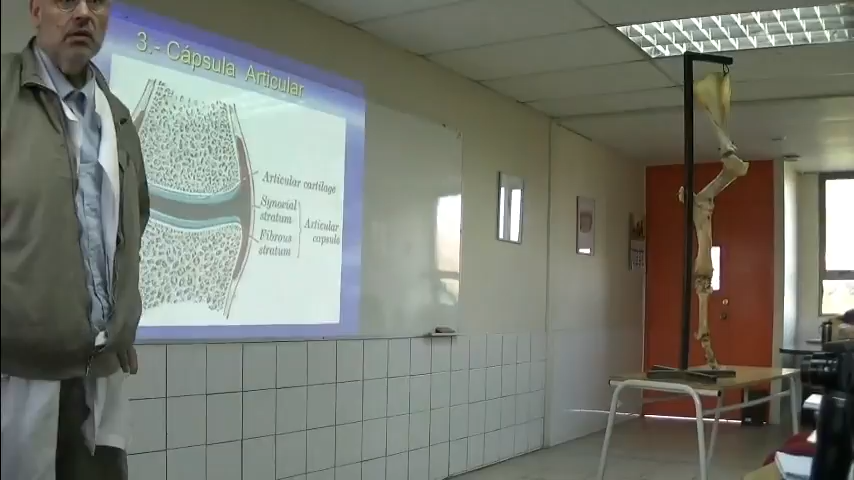 3.- Cápsula Articular
Articular cartilage
Synovial
stratum
Articular
capsule
Fibrous
stratum